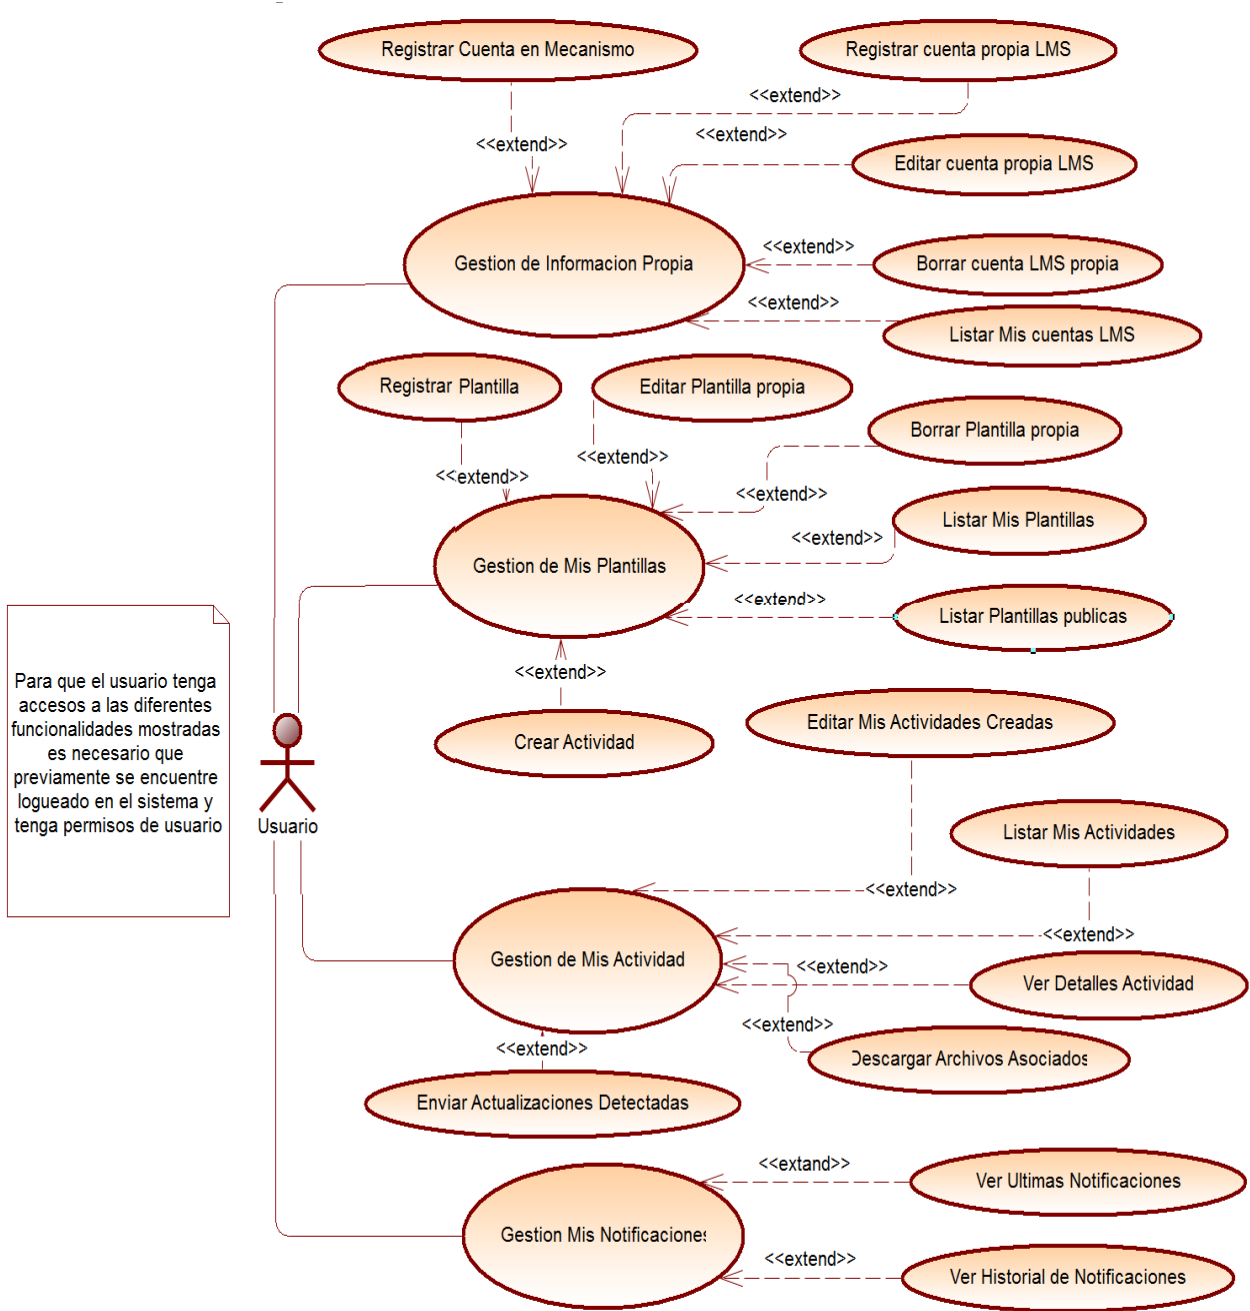 Registrar Cuenta en Mecanismo
Registrar cuenta propia LMS
<<extend>>
<<extend>>
<<extend>>
Editar cuenta propia LMS
Gestion de Informacion Propia
<<extend>>
Borrar cuenta LMS propia
<<extend>>
Listar Mis cuentas LMS
Registrar Plantilla
Editar Plantilla propia
Borrar Plantilla propia
<<extend>>
<<extend>>
<<extend>>
Listar Mis Plantillas
<<extend>>
Gestion de Mis Plantillas
<<extend>>
Listar Plantillas publicas
<<extend>>
Crear Actividad
Editar Mis Actividades Creadas
Para que el usuario tenga
accesos a las diferentes
funcionalidades mostradas
es necesario que
previamente se encuentre
logueado en el sistema y
tenga permisos de usuario
Usuario
Listar Mis Actividades
<<extend>>
<<extend>>
Gestion de Mis Actividad
<<extend>>
Ver Detalles Actividad
<<extend>>
<<extend>>
Descargar Archivos Asociados
Enviar Actualizaciones Detectadas
<<extand>>
Ver Ultimas Notificaciones
Gestion Mis Notificaciones
<<extend>>
Ver Historial de Notificaciones